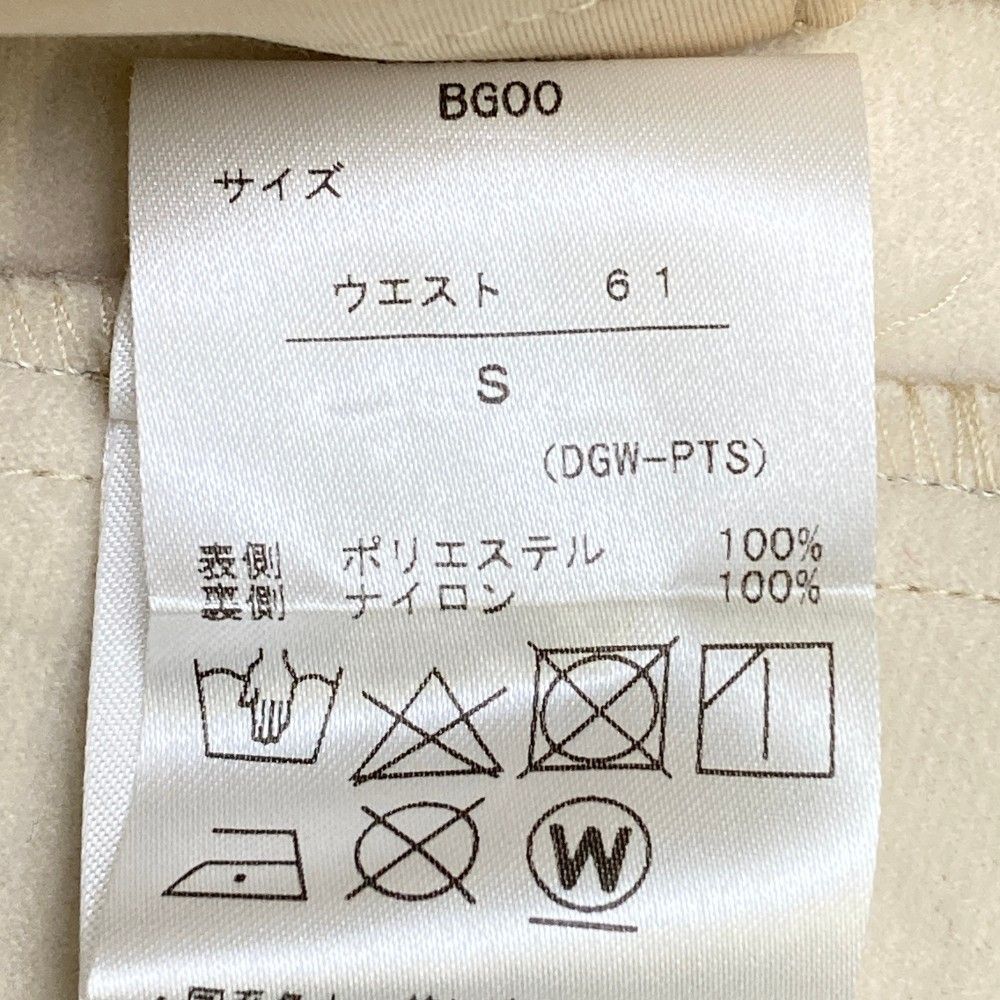 BG00
サイズ
ウエスト 61
S
(DGW-PTS)
表側 ポリエステル 100%
裏側 ナイロン 100%
W